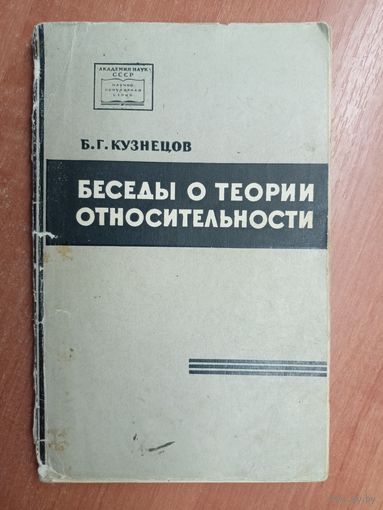 АКАДЕМИЯ НАУК
СССР
НАУЧНО-
ПОПУЛЯРНАЯ
СЕРИЯ
Б.Г. КУЗНЕЦОВ
БЕСЕДЫ О ТЕОРИИ
ОТНОСИТЕЛЬНОСТИ